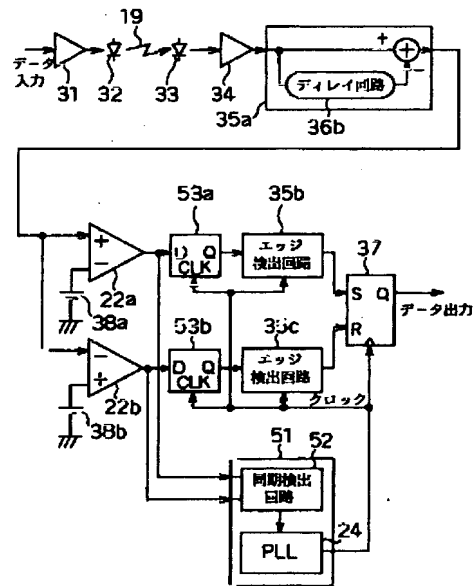 19
データ
入力
31
32
33
34
+
−
ディレイ回路
35a
36b
53a
35b
+
−
D Q
CLK
エッジ
検出回路
37
22a
38a
S Q
データ出力
R
53b
35c
−
+
D Q
CLK
エッジ
検出回路
22b
38b
クロック
51
52
同期検出
回路
24
PLL